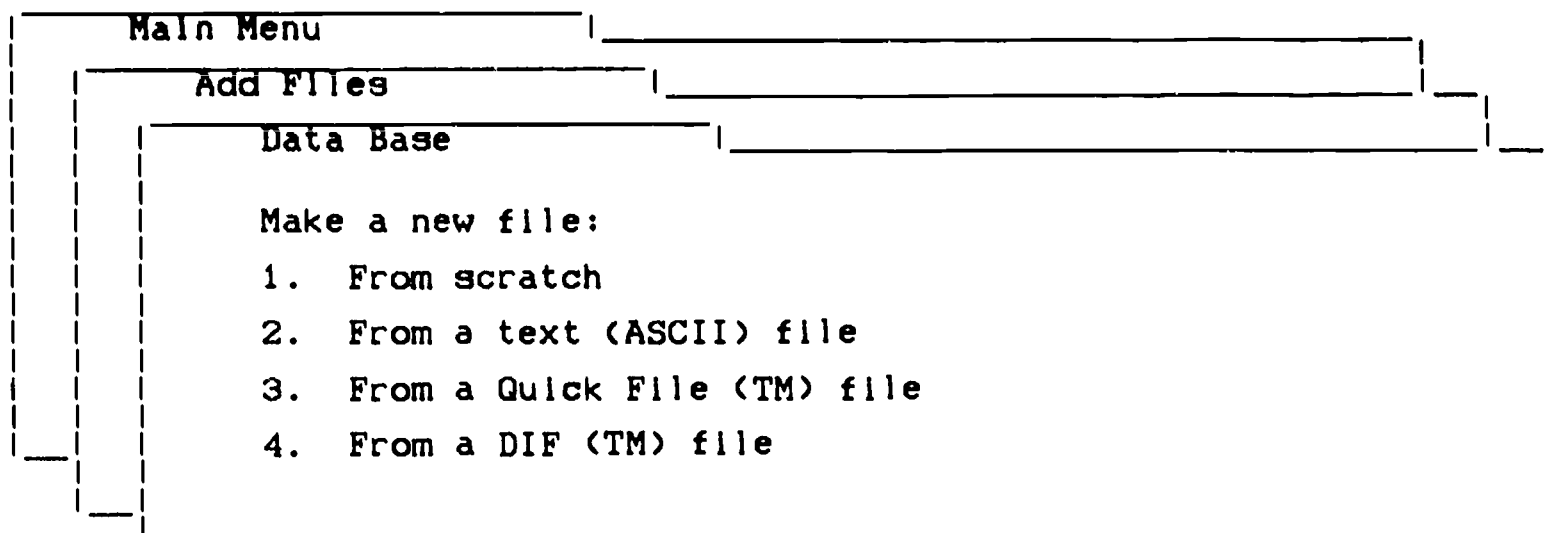 Main Menu
Add Files
Data Base
Make a new file:
1. From scratch
2. From a text (ASCII) file
3. From a Quick File (TM) file
4. From a DIF (TM) file